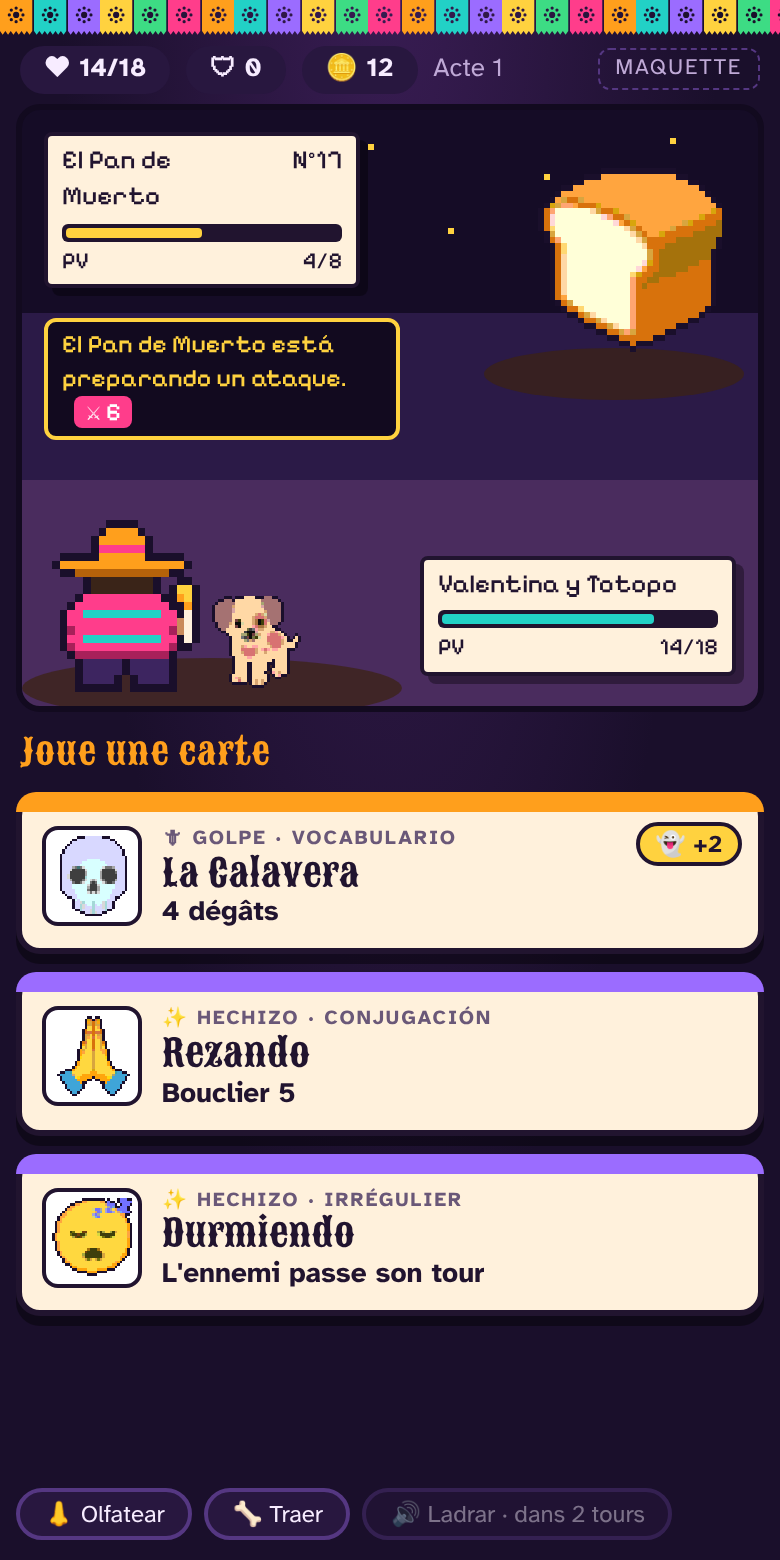 14/18 0 12 Acte 1 MAQUETTE
El Pan de Muerto N°17
PV 4/8
El Pan de Muerto está
preparando un ataque.
6
Valentina y Totopo
PV 14/18
Joue une carte
GOLPE · VOCABULARIO
+2
La Calavera
4 dégâts
HECHIZO · CONJUGACIÓN
Rezando
Bouclier 5
HECHIZO · IRRÉGULIER
Durmiendo
L'ennemi passe son tour
Olfatear Traer Ladrar · dans 2 tours